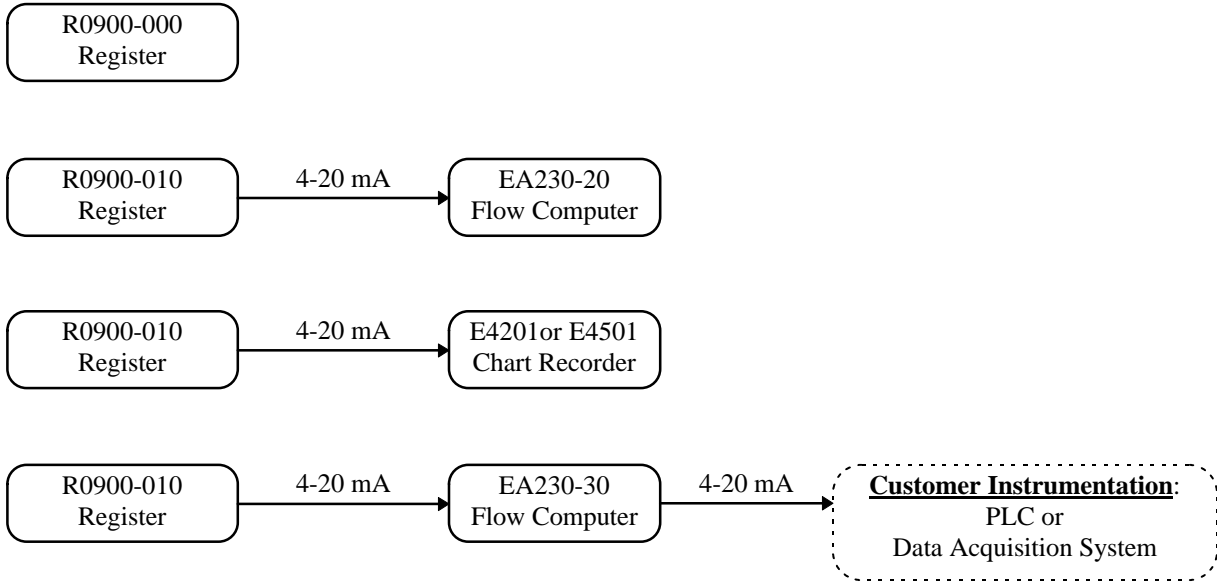 R0900-000
Register
R0900-010
Register
4-20 mA
EA230-20
Flow Computer
R0900-010
Register
4-20 mA
E4201or E4501
Chart Recorder
R0900-010
Register
4-20 mA
EA230-30
Flow Computer
4-20 mA
Customer Instrumentation:
PLC or
Data Acquisition System